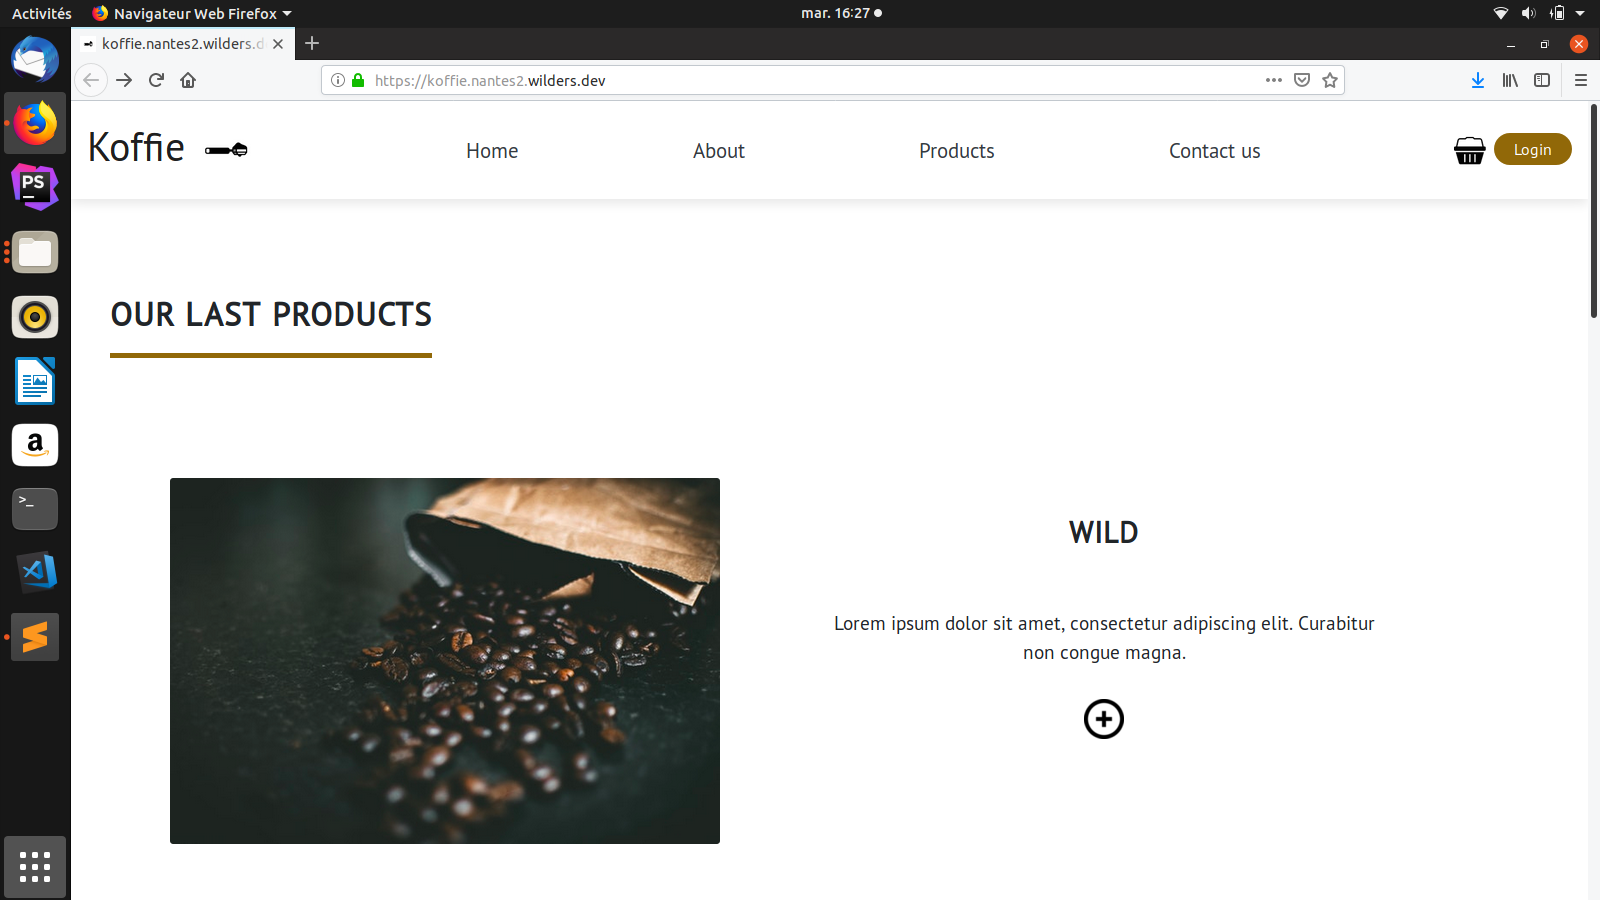 Activités
Navigateur Web Firefox
mar. 16:27
koffie.nantes2.wilders.d
https://koffie.nantes2.wilders.dev
Koffie
Home
About
Products
Contact us
Login
OUR LAST PRODUCTS
WILD
Lorem ipsum dolor sit amet, consectetur adipiscing elit. Curabitur
non congue magna.
PS
a
>_